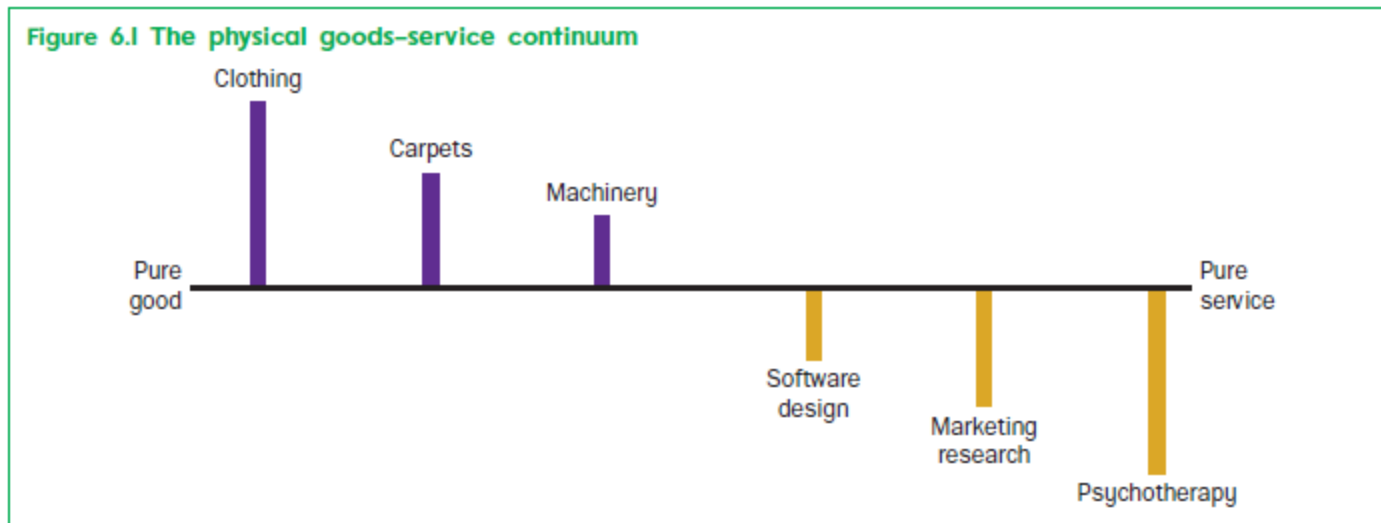 Figure 6.1 The physical goods–service continuum
Clothing
Carpets
Machinery
Pure
good
Pure
service
Software
design
Marketing
research
Psychotherapy